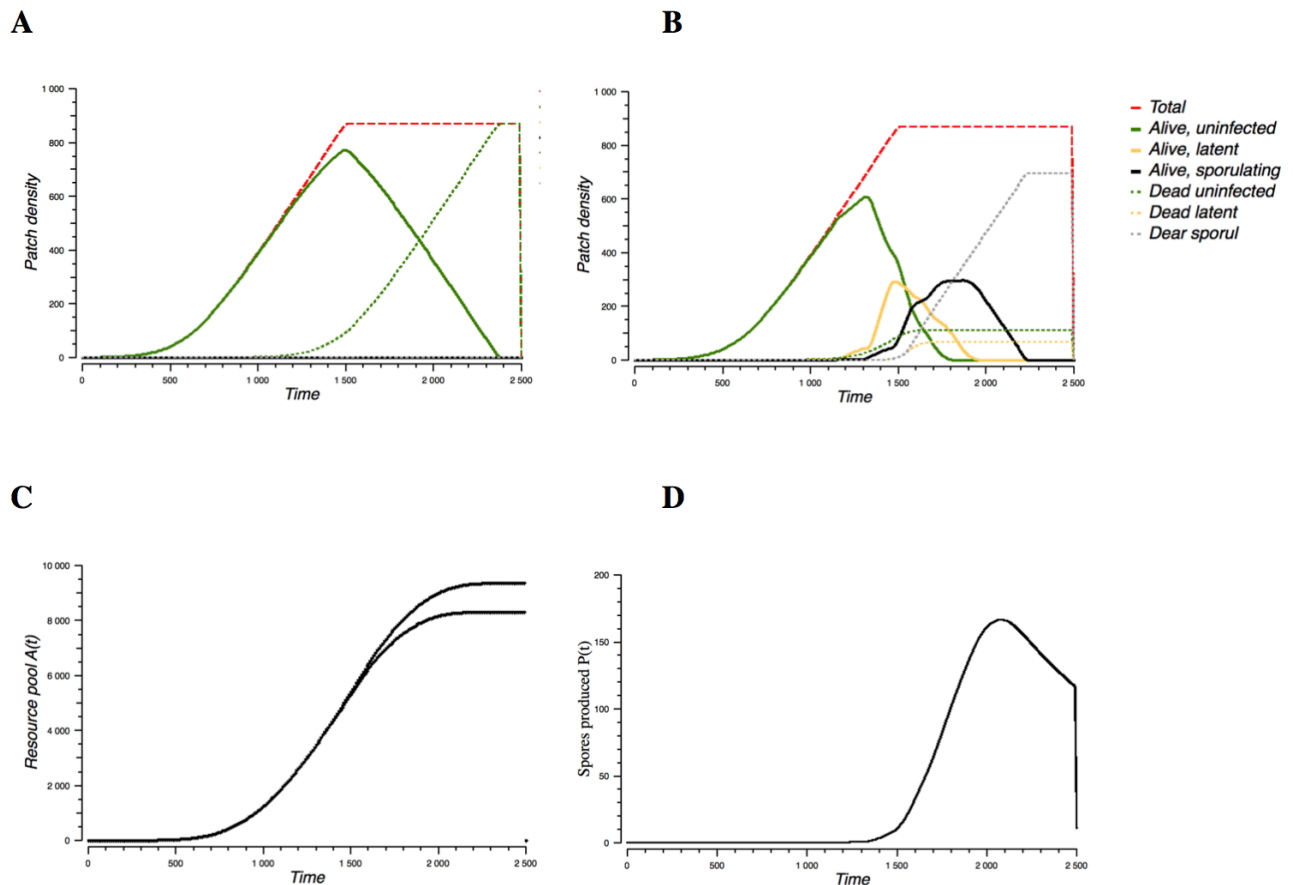 A
B
1 000
800
600
400
200
0
Patch density
0
500
1 000
1 500
2 000
2 500
Time
1 000
800
600
400
200
0
Patch density
0
500
1 000
1 500
2 000
2 500
Time
Total
Alive, uninfected
Alive, latent
Alive, sporulating
Dead uninfected
Dead latent
Dear sporul
C
D
10 000
8 000
6 000
4 000
2 000
0
Resource pool A(t)
0
500
1 000
1 500
2 000
2 500
Time
200
150
100
50
0
Spores produced P(t)
0
500
1 000
1 500
2 000
2 500
Time